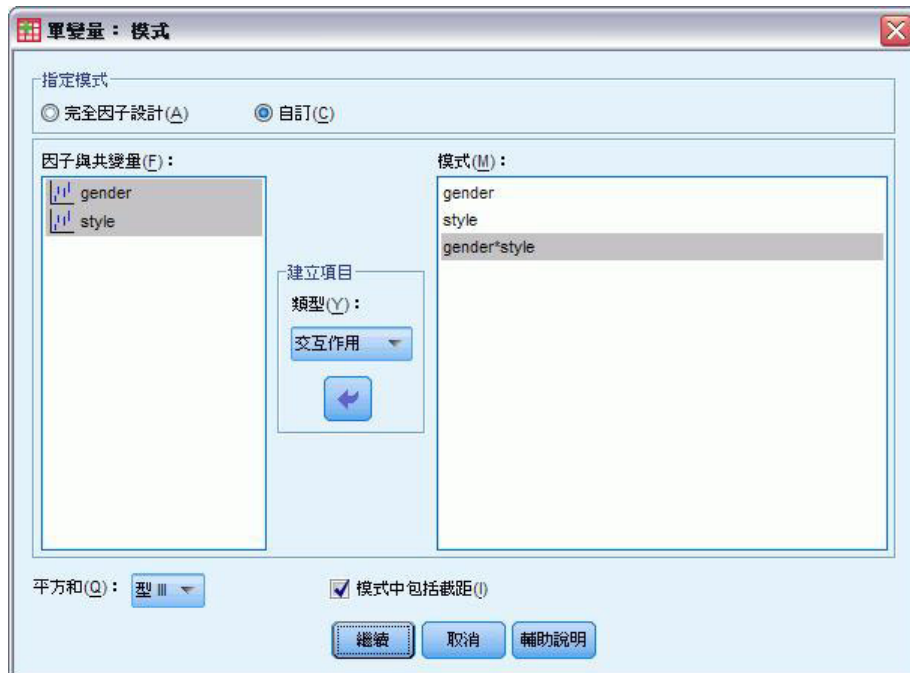 單變量：模式
指定模式
完全因子設計(A)
自訂(C)
因子與共變量(F)：
gender
style
建立項目
類型(Y)：
交互作用
模式(M)：
gender
style
gender*style
平方和(Q)：
型 III
模式中包括截距(I)
繼續
取消
輔助說明